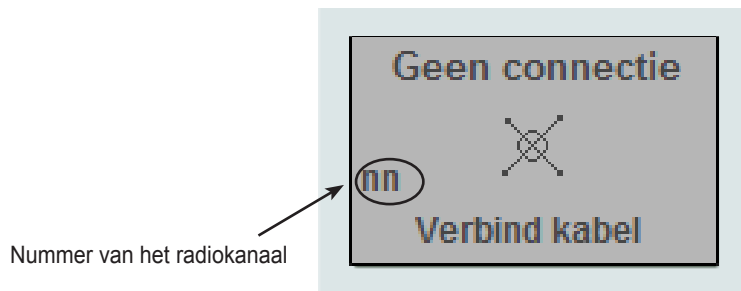 Geen connectie
nn
Verbind kabel
Nummer van het radiokanaal